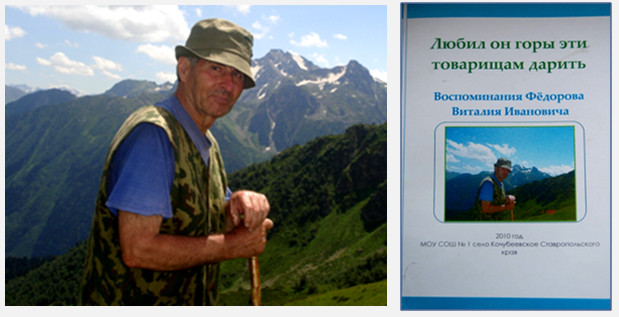 Любил он горы эти
товарищам дарить
Воспоминания Фёдорова
Виталия Ивановича
2010 год.
МОУ СОШ № 1 село Кочубеевское Ставропольского
края